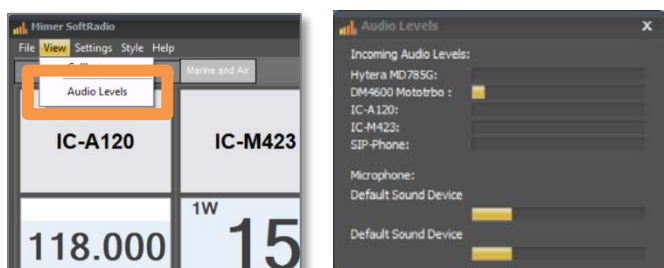 Mimer SoftRadio
File View Settings Style Help
Marine and Air
Audio Levels
IC-A120
IC-M423
1W
118.000
15
Audio Levels
X
Incoming Audio Levels:
Hytera MD785G:
DM4600 Mototrbo :
IC-A120:
IC-M423:
SIP-Phone:
Microphone:
Default Sound Device
Default Sound Device